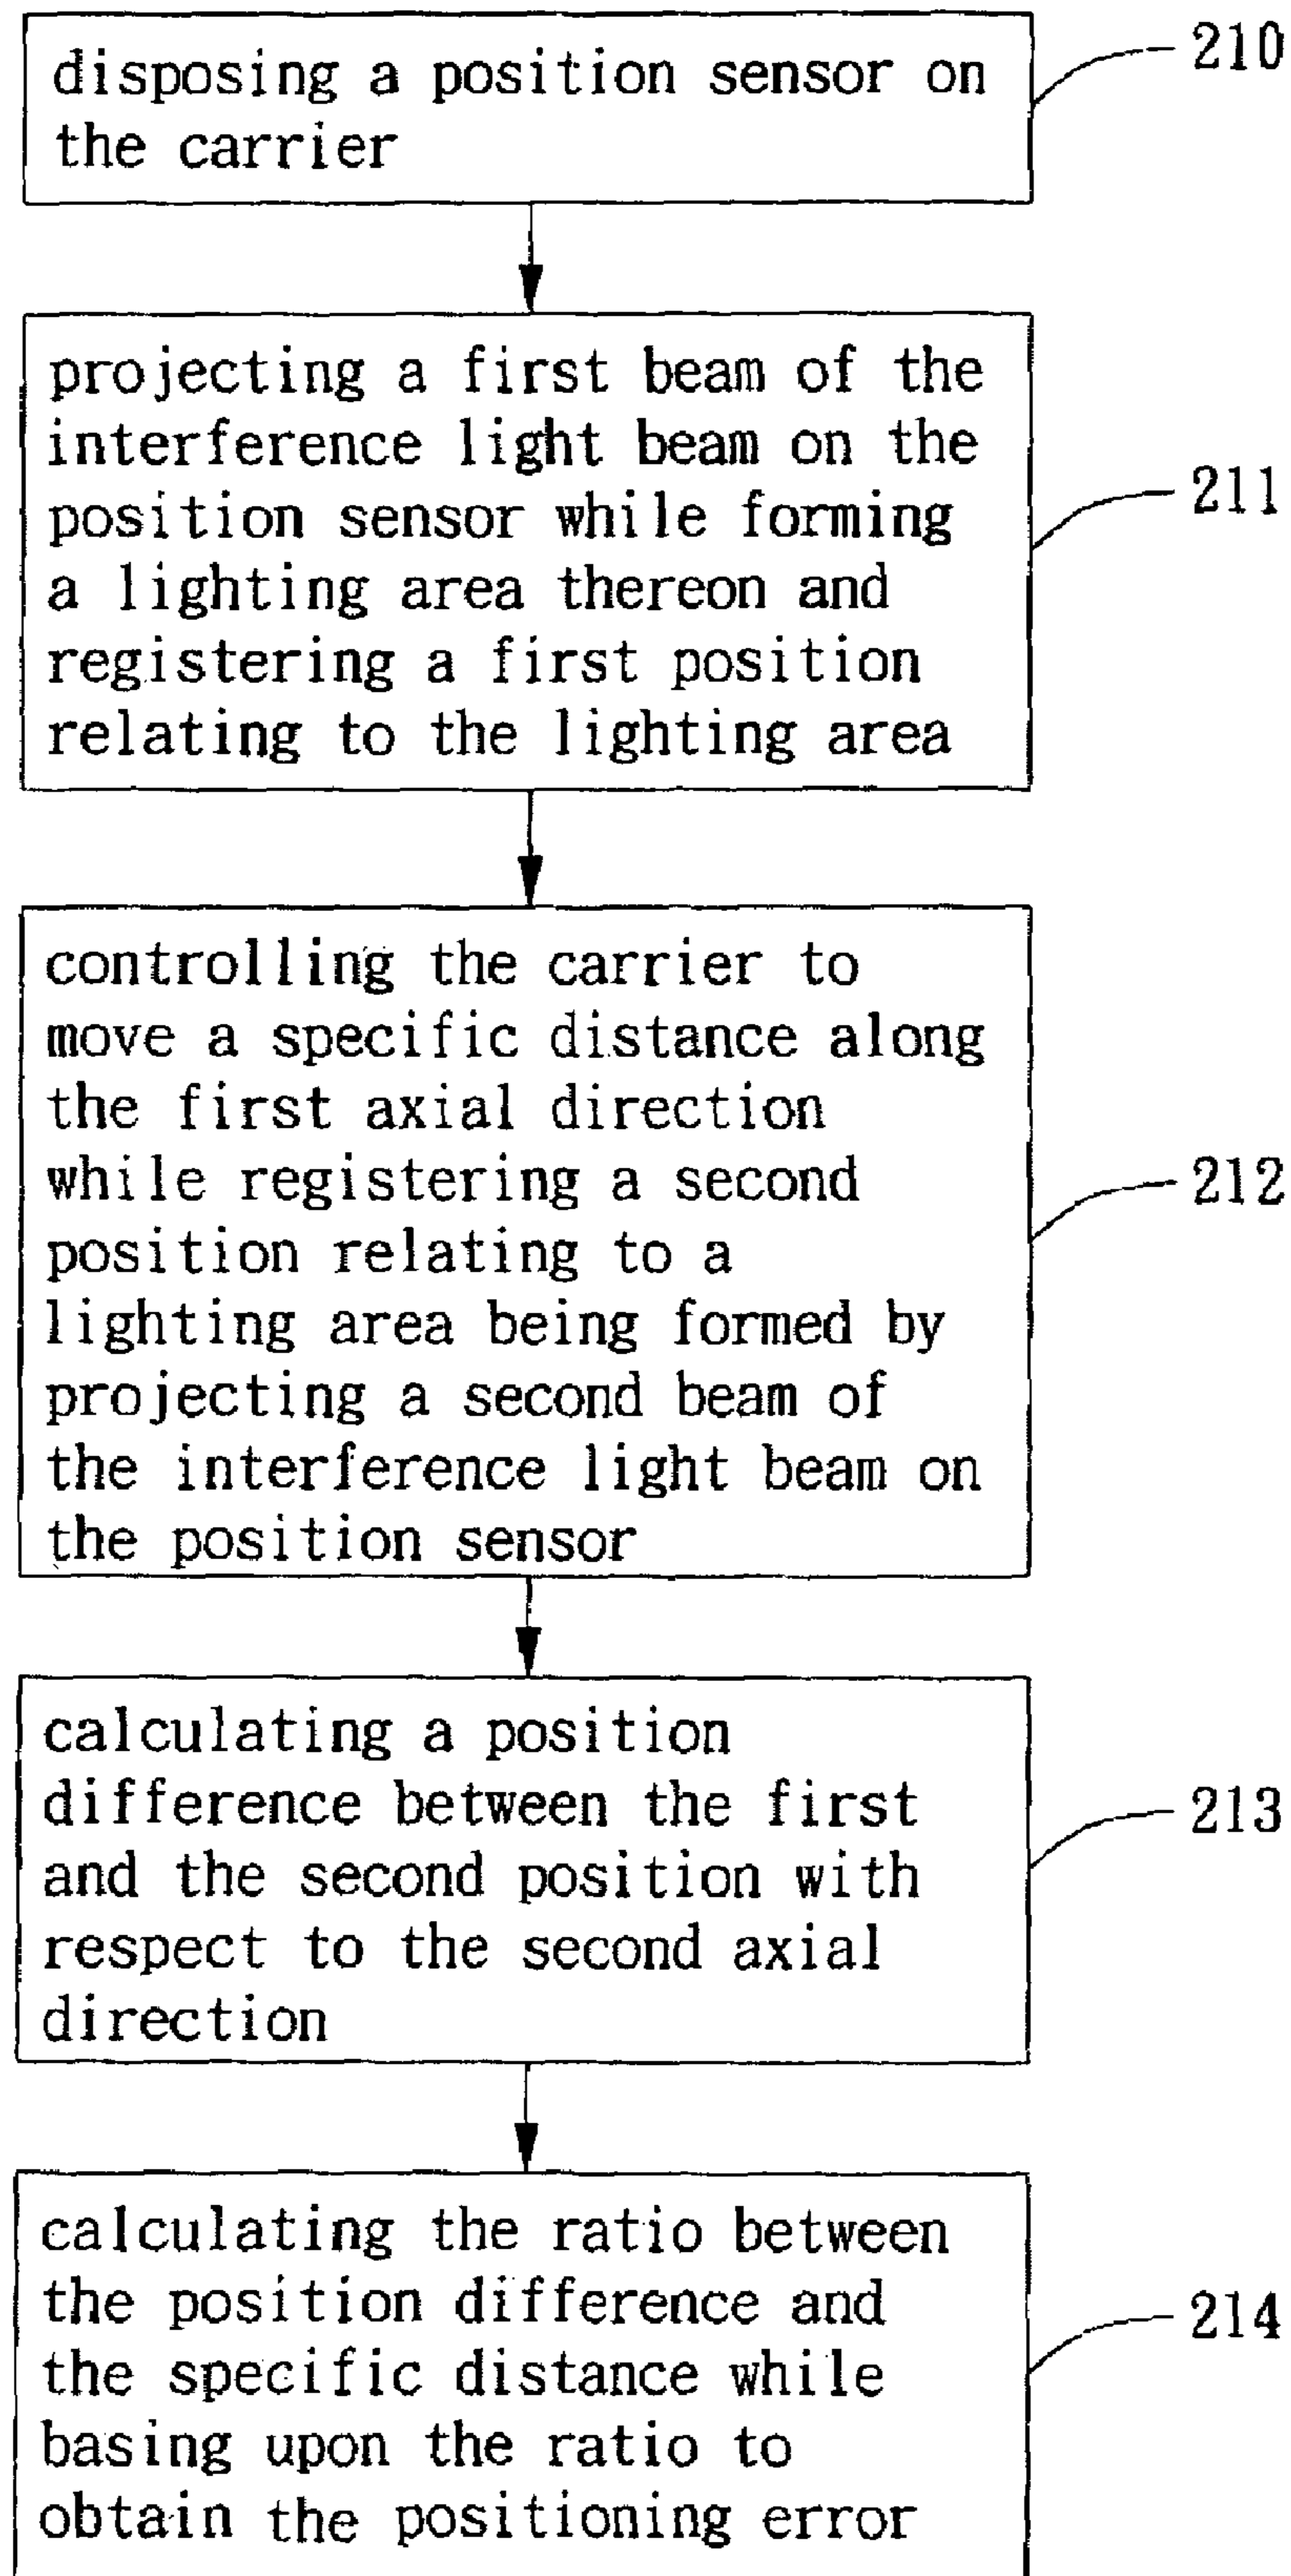 disposing a position sensor on
the carrier
210
projecting a first beam of the
interference light beam on the
position sensor while forming
a lighting area thereon and
registering a first position
relating to the lighting area
211
controlling the carrier to
move a specific distance along
the first axial direction
while registering a second
position relating to a
lighting area being formed by
projecting a second beam of
the interference light beam on
the position sensor
212
calculating a position
difference between the first
and the second position with
respect to the second axial
direction
213
calculating the ratio between
the position difference and
the specific distance while
basing upon the ratio to
obtain the positioning error
214